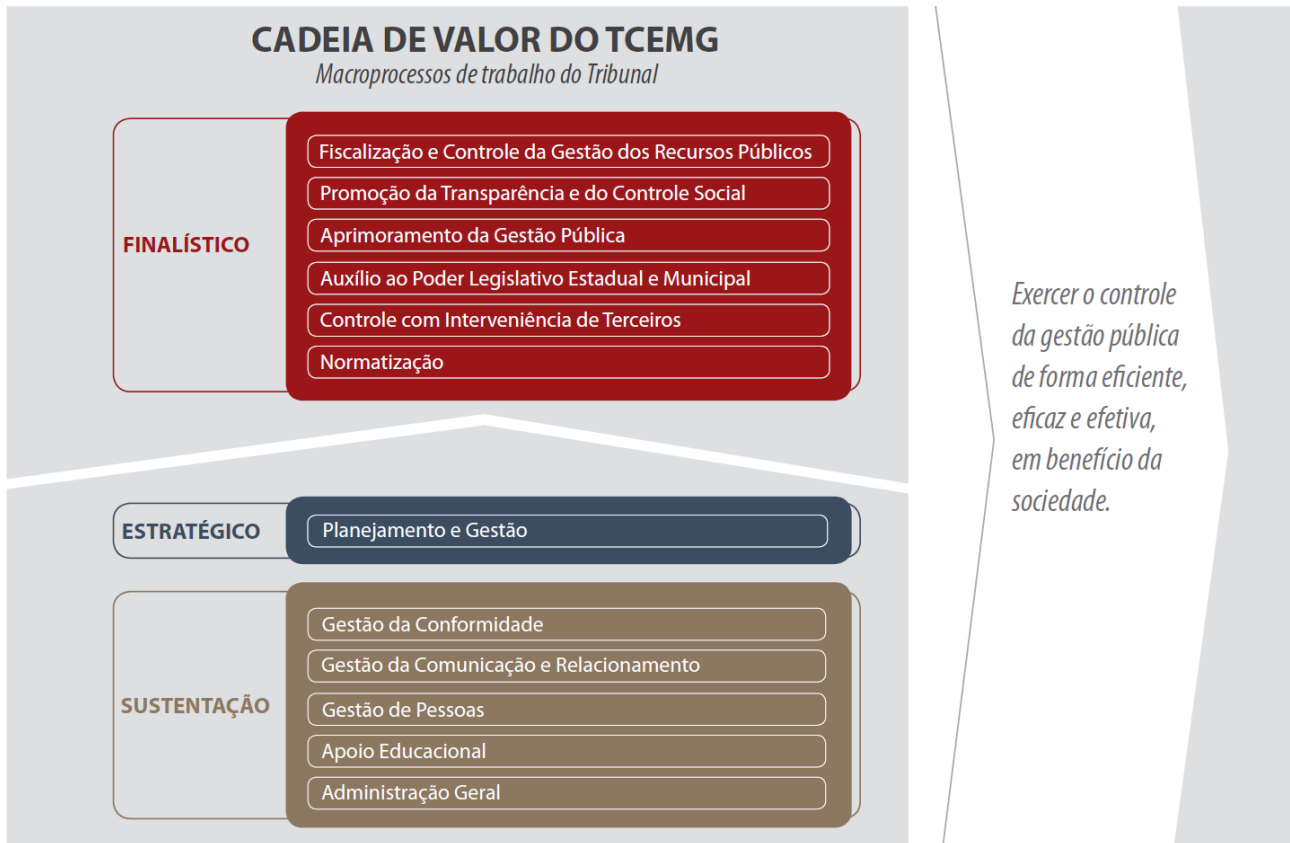 CADEIA DE VALOR DO TCEMG
Macroprocessos de trabalho do Tribunal
FINALÍSTICO
Fiscalização e Controle da Gestão dos Recursos Públicos
Promoção da Transparência e do Controle Social
Aprimoramento da Gestão Pública
Auxílio ao Poder Legislativo Estadual e Municipal
Controle com Interveniência de Terceiros
Normatização
ESTRATÉGICO
Planejamento e Gestão
SUSTENTAÇÃO
Gestão da Conformidade
Gestão da Comunicação e Relacionamento
Gestão de Pessoas
Apoio Educacional
Administração Geral
Exercer o controle
da gestão pública
de forma eficiente,
eficaz e efetiva,
em benefício da
sociedade.